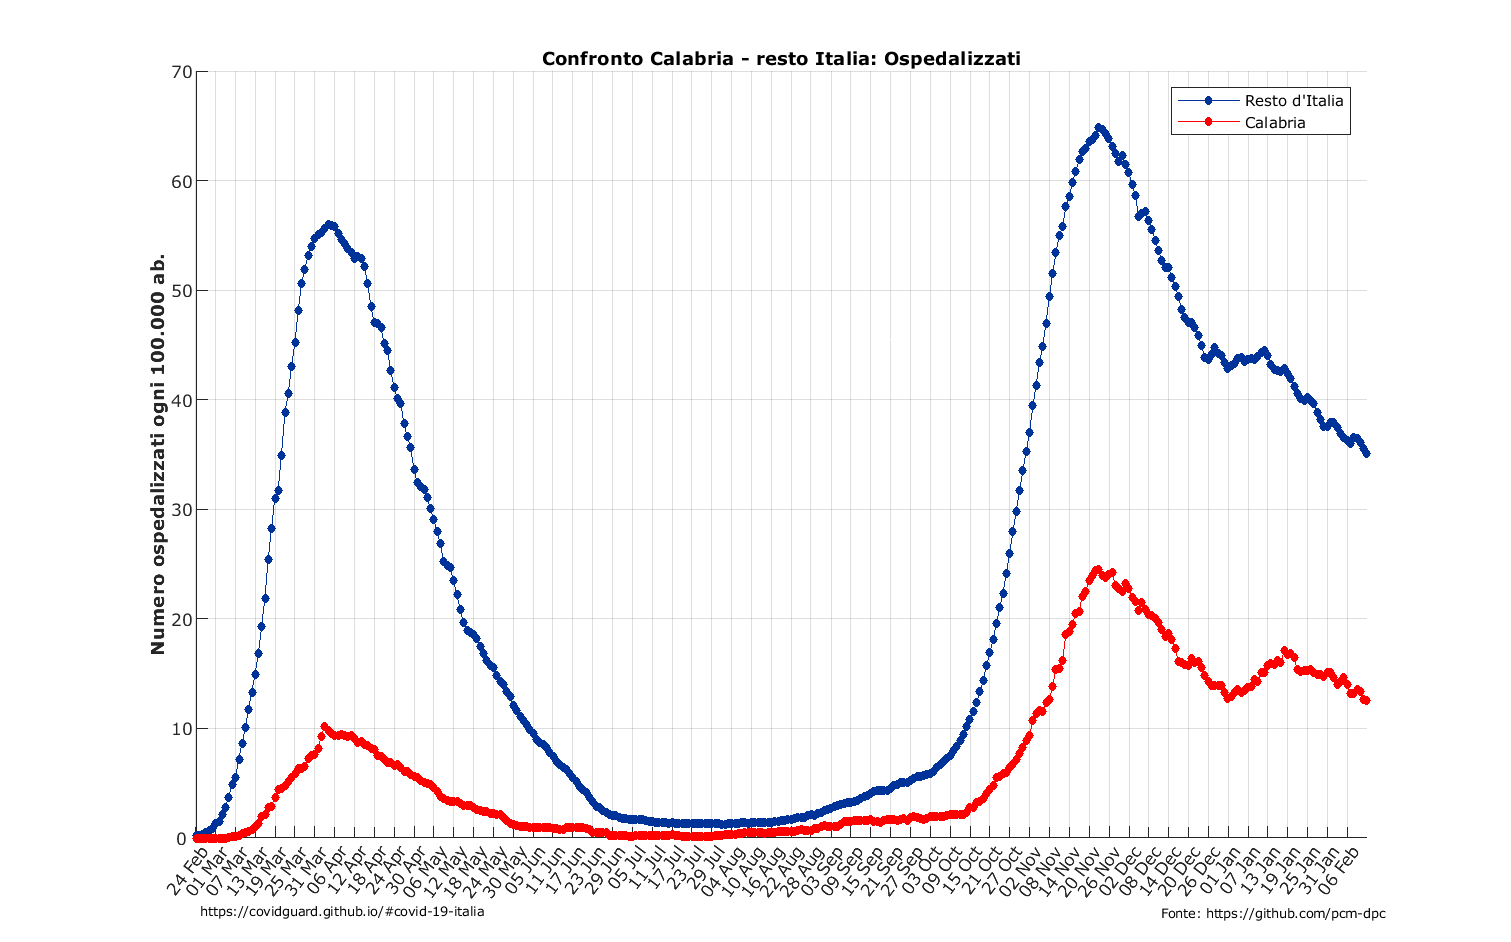 Confronto Calabria - resto Italia: Ospedalizzati
Resto d'Italia
Calabria
Numero ospedalizzati ogni 100.000 ab.
70
60
50
40
30
20
10
0
24 Feb
01 Mar
07 Mar
13 Mar
19 Mar
25 Mar
31 Mar
06 Apr
12 Apr
18 Apr
24 Apr
30 Apr
06 May
12 May
18 May
24 May
30 May
05 Jun
11 Jun
17 Jun
23 Jun
29 Jun
05 Jul
11 Jul
17 Jul
23 Jul
29 Jul
04 Aug
10 Aug
16 Aug
22 Aug
28 Aug
03 Sep
09 Sep
15 Sep
21 Sep
27 Sep
03 Oct
09 Oct
15 Oct
21 Oct
27 Oct
02 Nov
08 Nov
14 Nov
20 Nov
26 Nov
02 Dec
08 Dec
14 Dec
20 Dec
26 Dec
01 Jan
07 Jan
13 Jan
19 Jan
25 Jan
31 Jan
06 Feb
https://covidguard.github.io/#covid-19-italia
Fonte: https://github.com/pcm-dpc